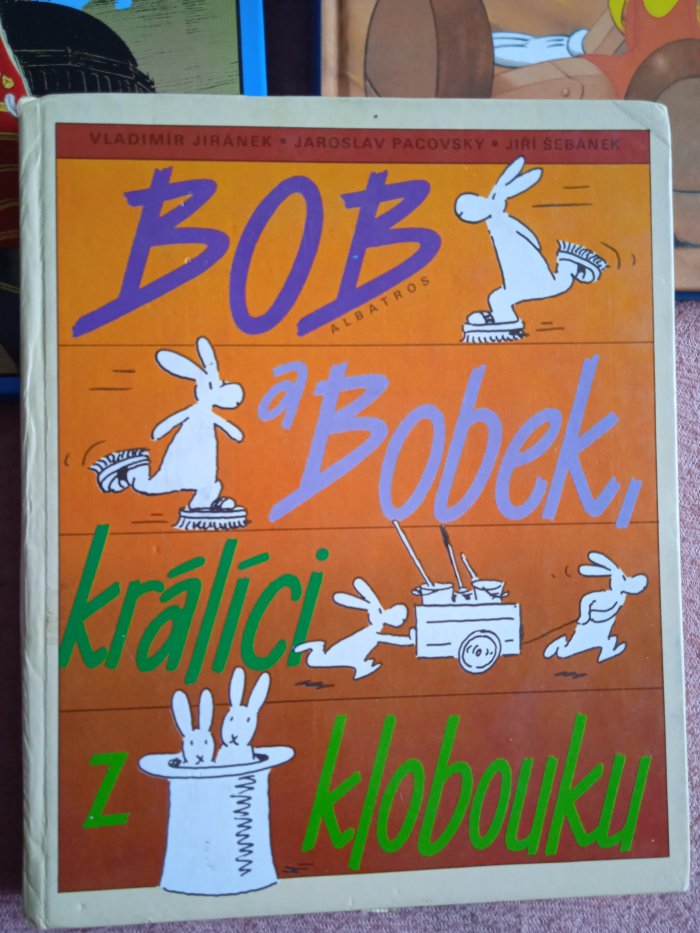 VLADIMÍR JIRÁNEK • JAROSLAV PACOVSKÝ • JIŘÍ ŠEBÁNEK
BOB
ALBATROS
a Bobek,
králíci
z klobouku